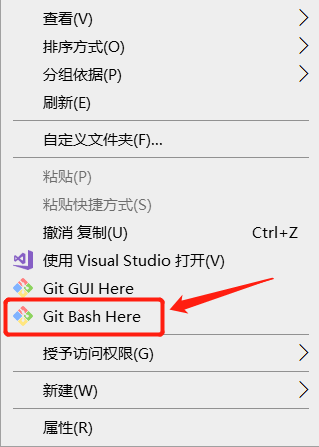 查看(V)
排序方式(O)
分组依据(P)
刷新(E)
自定义文件夹(F)...
粘贴(P)
粘贴快捷方式(S)
撤消 复制(U) Ctrl+Z
使用 Visual Studio 打开(V)
Git GUI Here
Git Bash Here
授予访问权限(G)
新建(W)
属性(R)